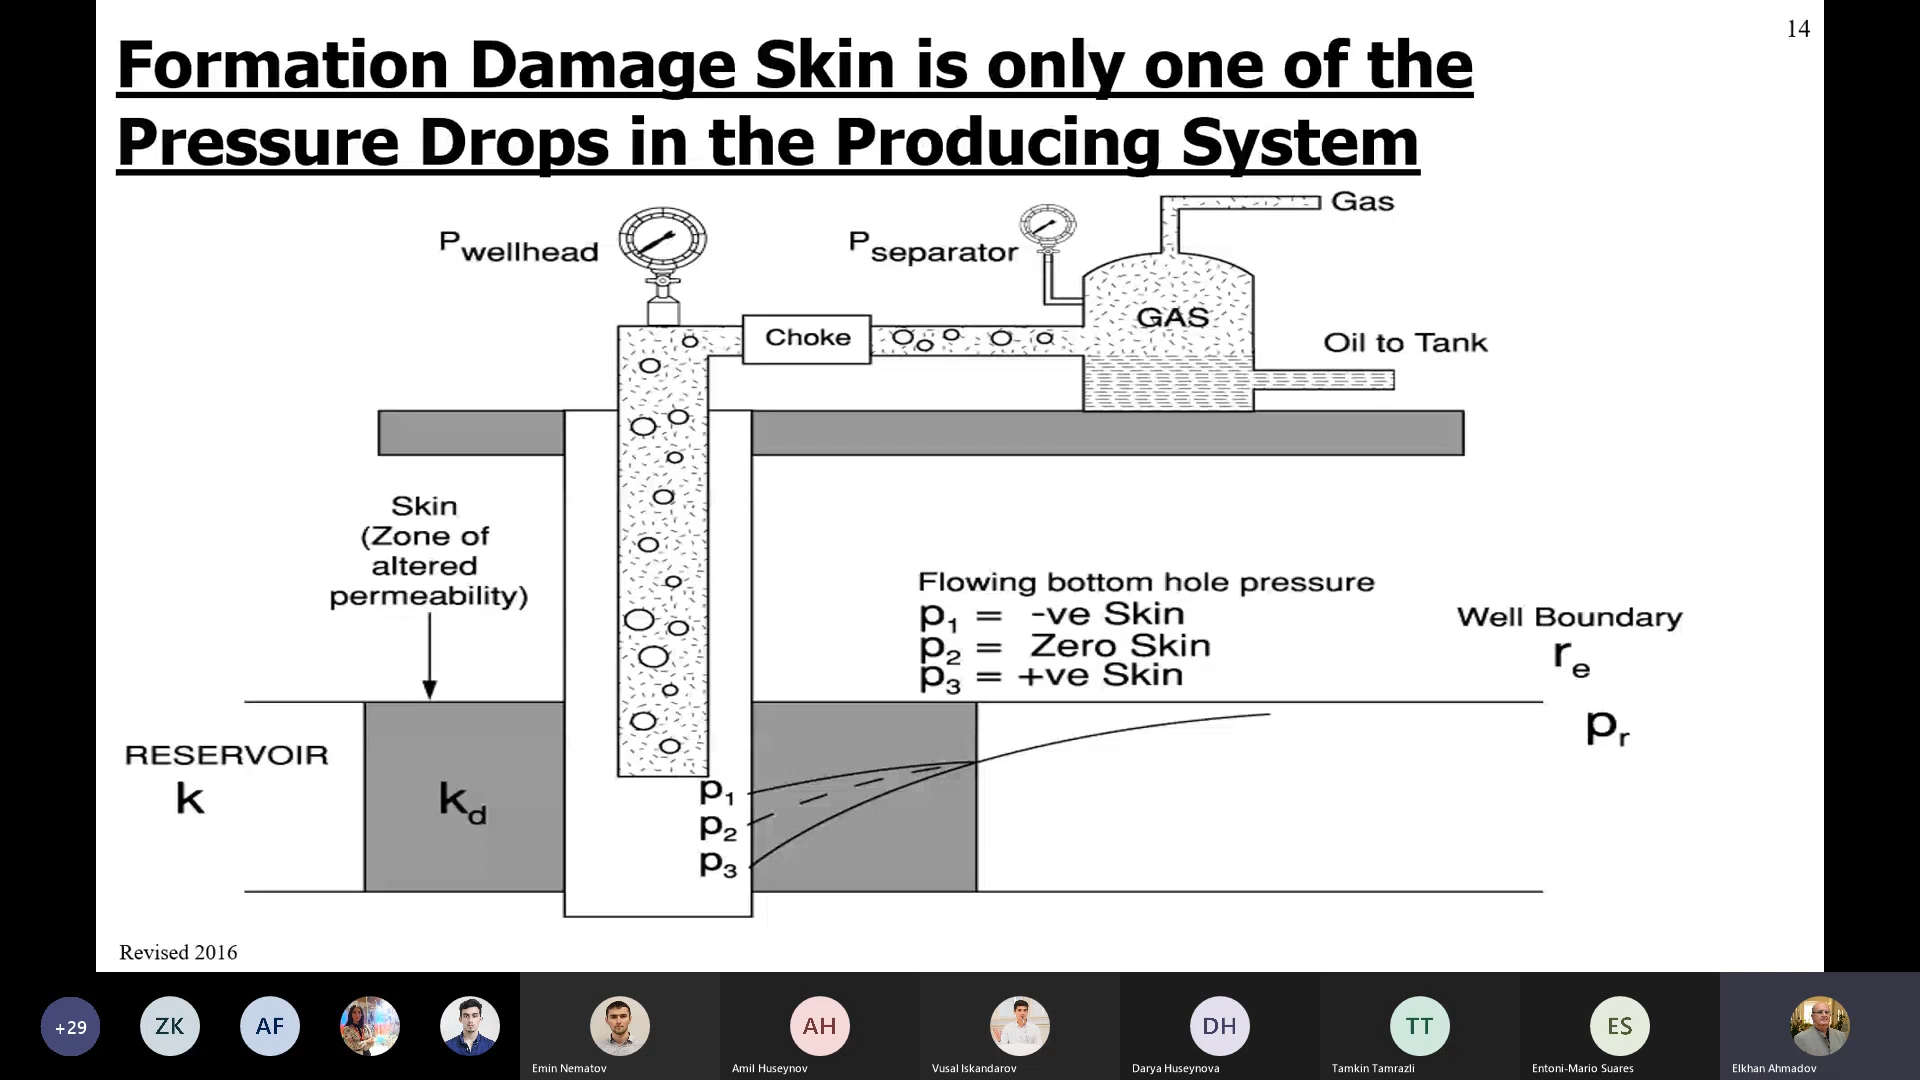 14
Formation Damage Skin is only one of the
Pressure Drops in the Producing System
Gas
Pwellhead
Pseparator
GAS
Choke
Oil to Tank
Skin
(Zone of
altered
permeability)
Flowing bottom hole pressure
p1 = -ve Skin
p2 = Zero Skin
p3 = +ve Skin
Well Boundary
re
pr
RESERVOIR
k
kd
p1
p2
p3
Revised 2016
+29
ZK
AF
AH
DH
TT
ES
Emin Nematov
Amil Huseynov
Vusal Iskandarov
Darya Huseynova
Tamkin Tamrazli
Entoni-Mario Suares
Elkhan Ahmadov